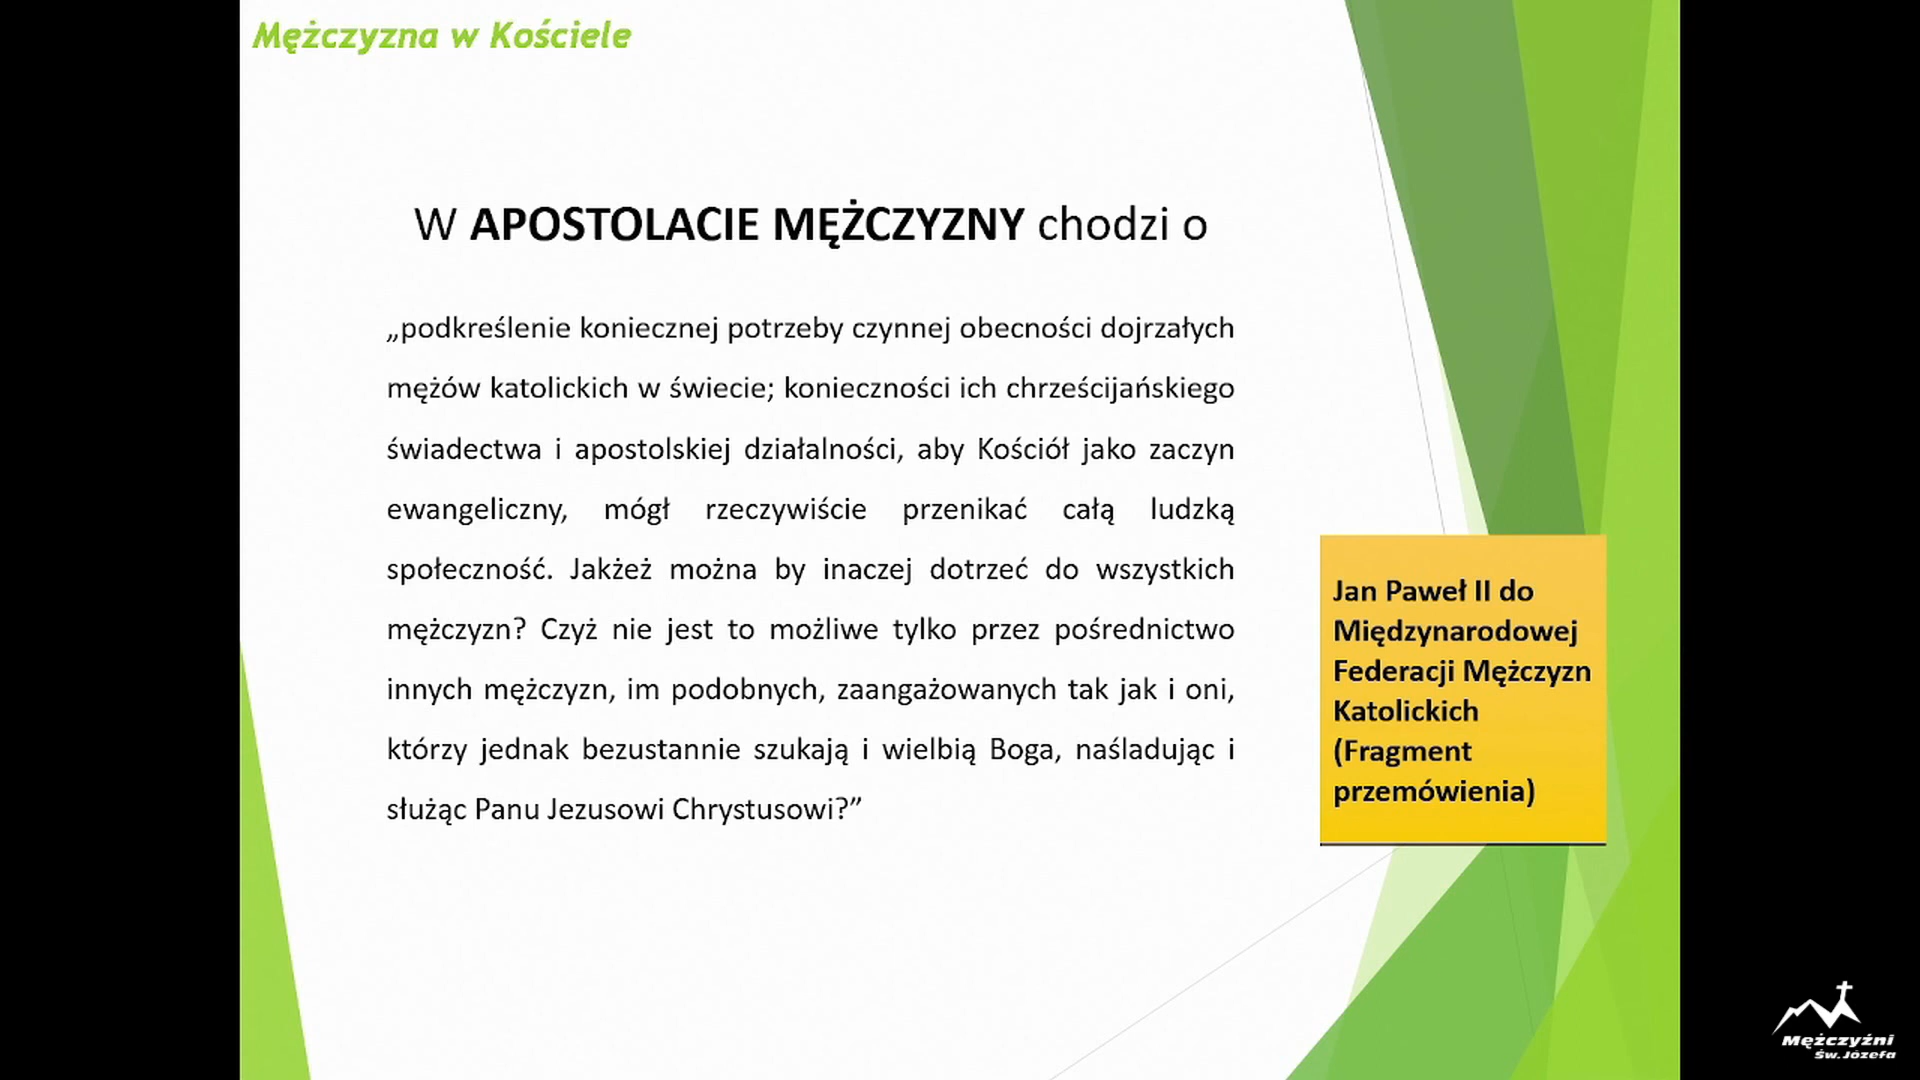 Mężczyzna w Kościele
W APOSTOLACIE MĘŻCZYZNY chodzi o
„podkreślenie koniecznej potrzeby czynnej obecności dojrzałych
mężów katolickich w świecie; konieczności ich chrześcijańskiego
świadectwa i apostolskiej działalności, aby Kościół jako zaczyn
ewangeliczny, mógł rzeczywiście przenikać całą ludzką
społeczność. Jakżeż można by inaczej dotrzeć do wszystkich
mężczyzn? Czyż nie jest to możliwe tylko przez pośrednictwo
innych mężczyzn, im podobnych, zaangażowanych tak jak i oni,
którzy jednak bezustannie szukają i wielbią Boga, naśladując i
służąc Panu Jezusowi Chrystusowi?”
Jan Paweł II do
Międzynarodowej
Federacji Mężczyzn
Katolickich
(Fragment
przemówienia)
Mężczyźni
Św. Józefa